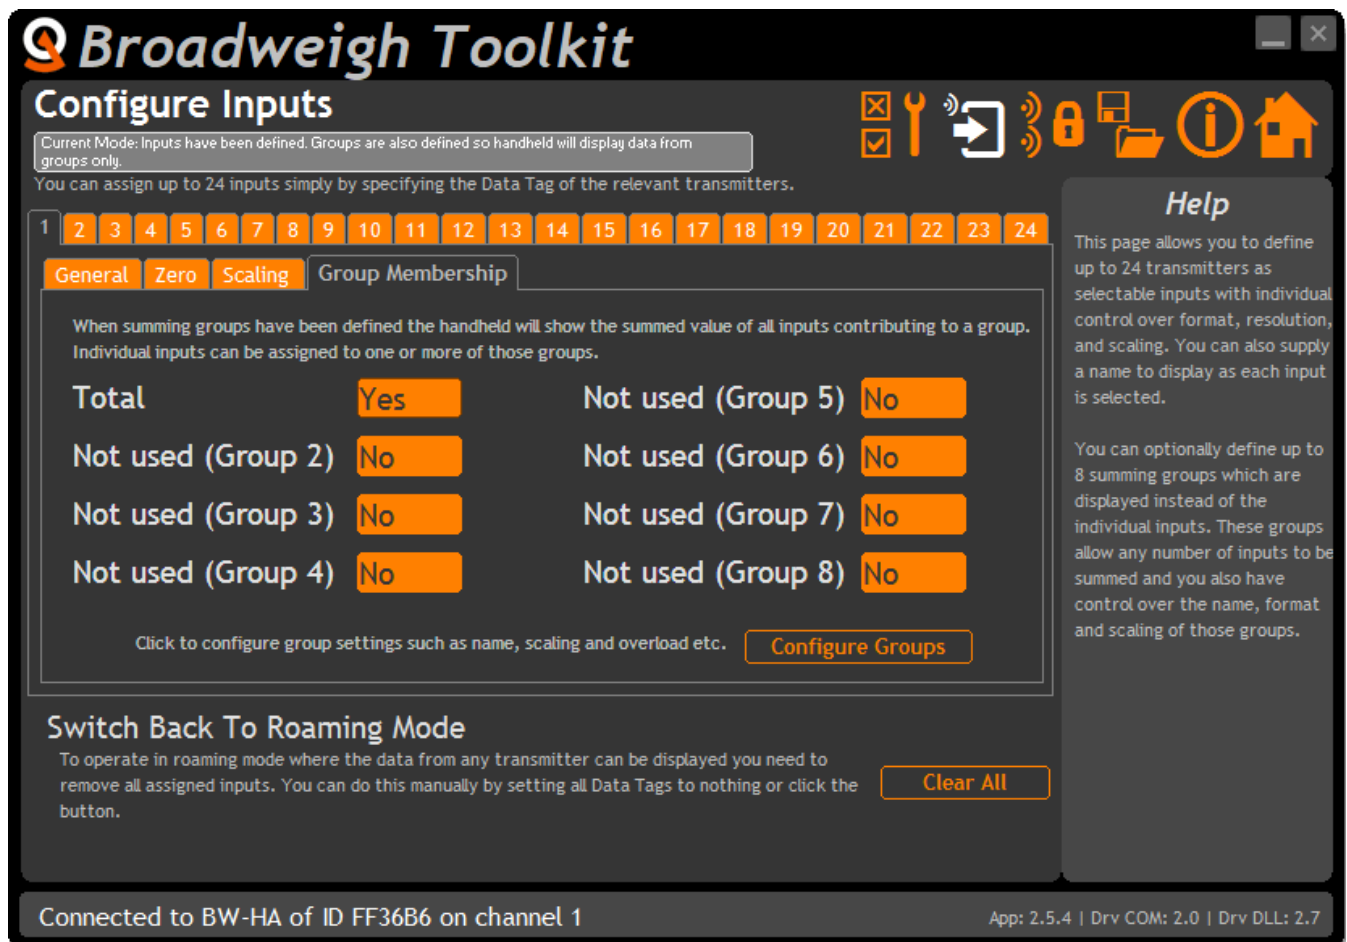 Broadweigh Toolkit
Configure Inputs
Current Mode: Inputs have been defined. Groups are also defined so handheld will display data from
groups only.
You can assign up to 24 inputs simply by specifying the Data Tag of the relevant transmitters.
1 2 3 4 5 6 7 8 9 10 11 12 13 14 15 16 17 18 19 20 21 22 23 24
General Zero Scaling Group Membership
When summing groups have been defined the handheld will show the summed value of all inputs contributing to a group.
Individual inputs can be assigned to one or more of those groups.
Total Yes Not used (Group 5) No
Not used (Group 2) No Not used (Group 6) No
Not used (Group 3) No Not used (Group 7) No
Not used (Group 4) No Not used (Group 8) No
Click to configure group settings such as name, scaling and overload etc. Configure Groups
Switch Back To Roaming Mode
To operate in roaming mode where the data from any transmitter can be displayed you need to
remove all assigned inputs. You can do this manually by setting all Data Tags to nothing or click the
button.
Clear All
Help
This page allows you to define
up to 24 transmitters as
selectable inputs with individual
control over format, resolution,
and scaling. You can also supply
a name to display as each input
is selected.
You can optionally define up to
8 summing groups which are
displayed instead of the
individual inputs. These groups
allow any number of inputs to be
summed and you also have
control over the name, format
and scaling of those groups.
Connected to BW-HA of ID FF36B6 on channel 1
App: 2.5.4 | Drv COM: 2.0 | Drv DLL: 2.7